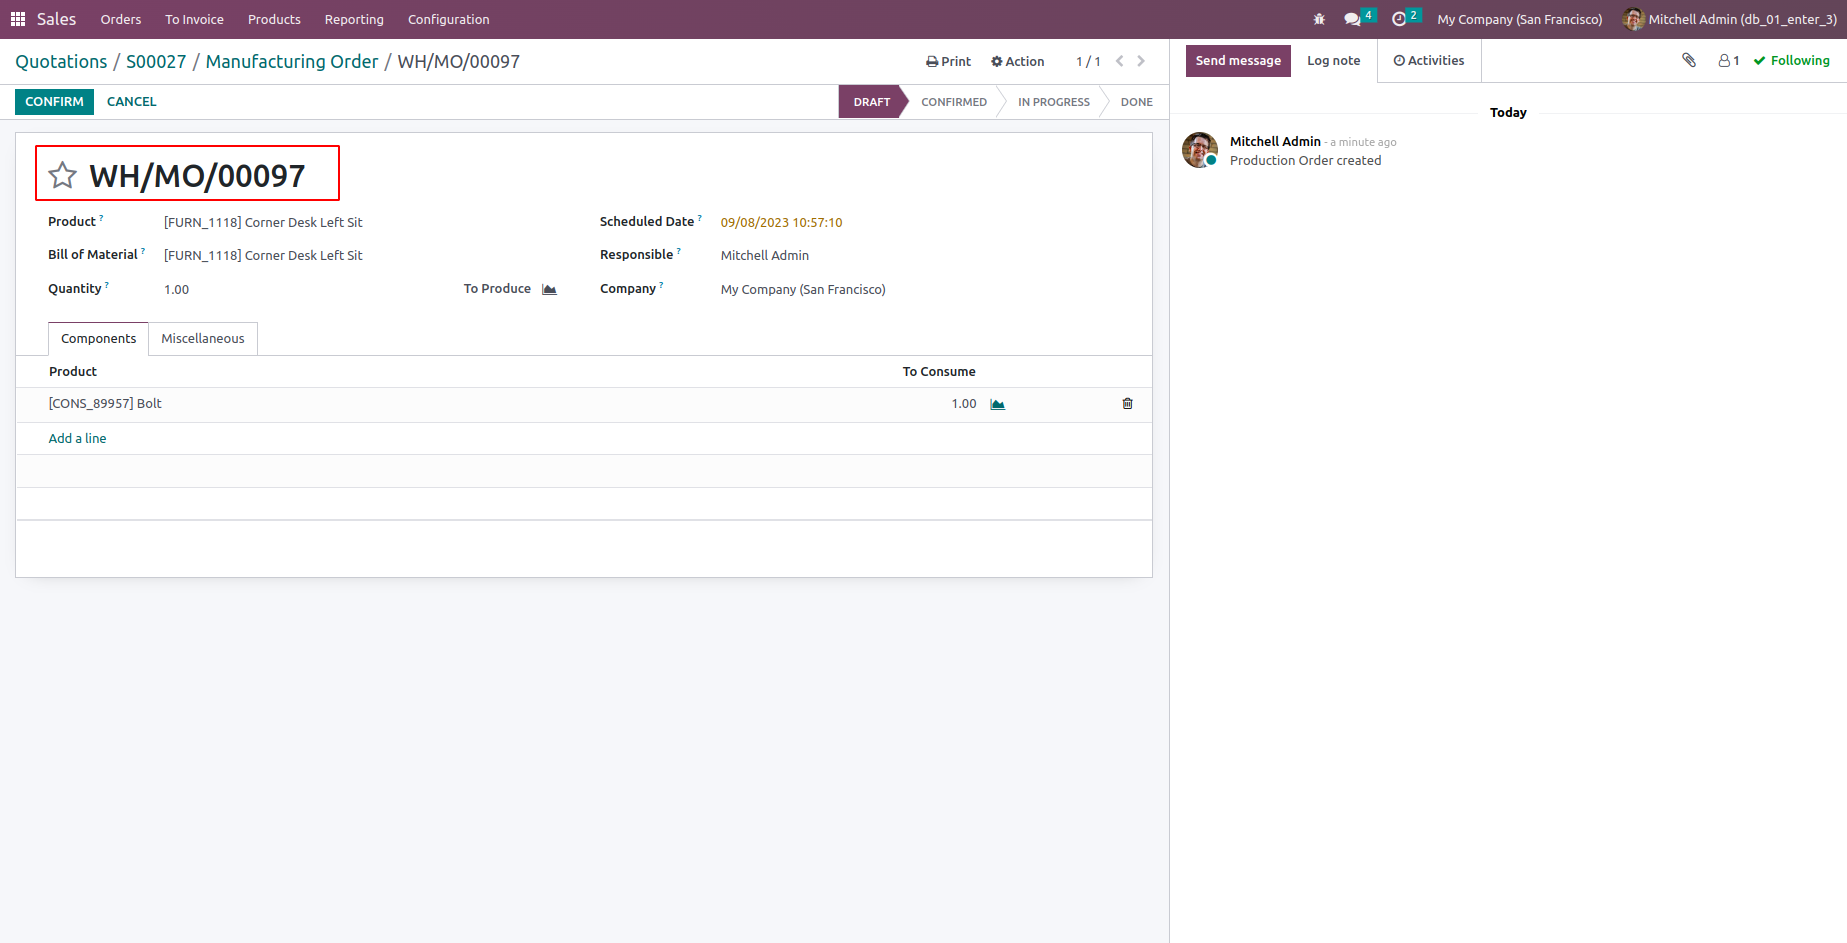 Sales Orders To Invoice Products Reporting Configuration 4 2 My Company (San Francisco) Mitchell Admin (db_01_enter_3)
Quotations / S00027 / Manufacturing Order / WH/MO/00097 Print Action 1 / 1
CONFIRM CANCEL DRAFT CONFIRMED IN PROGRESS DONE
WH/MO/00097
Product ? [FURN_1118] Corner Desk Left Sit Scheduled Date ? 09/08/2023 10:57:10
Bill of Material ? [FURN_1118] Corner Desk Left Sit Responsible ? Mitchell Admin
Quantity ? 1.00 To Produce Company ? My Company (San Francisco)
Components Miscellaneous
Product To Consume
[CONS_89957] Bolt 1.00
Add a line
Send message Log note Activities 1 Following
Today
Mitchell Admin - a minute ago
Production Order created